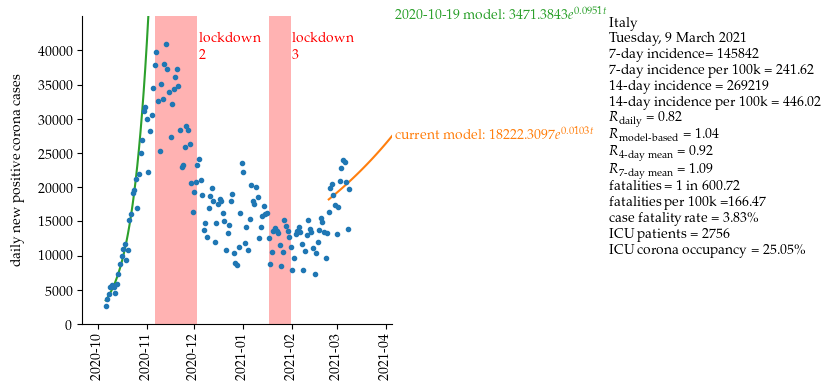 2020-10-19 model: 3471.3843e^0.0951t
Italy
Tuesday, 9 March 2021
7-day incidence= 145842
7-day incidence per 100k = 241.62
14-day incidence = 269219
14-day incidence per 100k = 446.02
R_daily = 0.82
R_model-based = 1.04
R_4-day mean = 0.92
R_7-day mean = 1.09
fatalities = 1 in 600.72
fatalities per 100k =166.47
case fatality rate = 3.83%
ICU patients = 2756
ICU corona occupancy = 25.05%
lockdown
2
lockdown
3
current model: 18222.3097e^0.0103t
daily new positive corona cases
40000
35000
30000
25000
20000
15000
10000
5000
0
2020-10
2020-11
2020-12
2021-01
2021-02
2021-03
2021-04